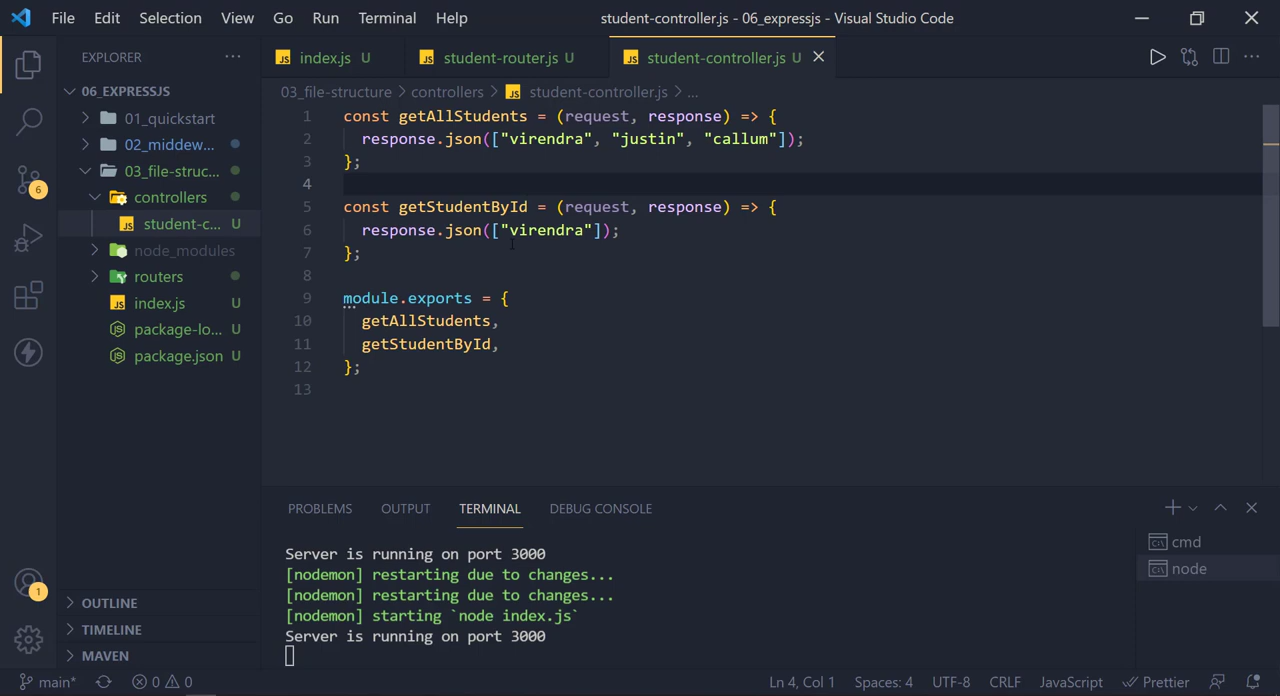 File Edit Selection View Go Run Terminal Help
student-controller.js - 06_expressjs - Visual Studio Code
EXPLORER ...
index.js U
student-router.js U
student-controller.js U
06_EXPRESSJS
01_quickstart
02_middew...
03_file-struc...
controllers
student-c... U
node_modules
routers
index.js U
package-lo... U
package.json U
OUTLINE
TIMELINE
MAVEN
6
1
03_file-structure > controllers > student-controller.js > ...
1 const getAllStudents = (request, response) => {
2 response.json(["virendra", "justin", "callum"]);
3 };
4
5 const getStudentById = (request, response) => {
6 response.json(["virendra"]);
7 };
8
9 module.exports = {
10 getAllStudents,
11 getStudentById,
12 };
13
PROBLEMS OUTPUT TERMINAL DEBUG CONSOLE
Server is running on port 3000
[nodemon] restarting due to changes...
[nodemon] restarting due to changes...
[nodemon] starting `node index.js`
Server is running on port 3000
cmd
node
main* 0 0 Ln 4, Col 1 Spaces: 4 UTF-8 CRLF JavaScript Prettier